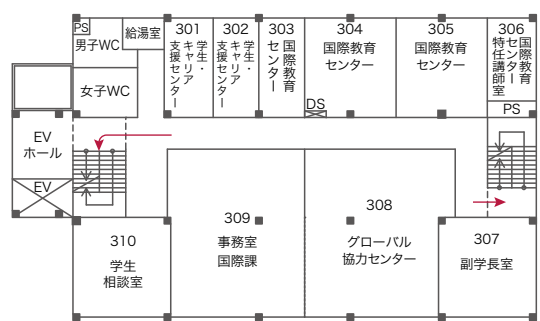 PS
男子WC
給湯室
301
学生・
キャリア
支援センター
302
学生・
キャリア
支援センター
303
国際教育
センター
304
国際教育
センター
305
国際教育
センター
306
国際教育
センター
特任講師室
女子WC
DS
PS
EV
ホール
EV
310
学生
相談室
309
事務室
国際課
308
グローバル
協力センター
307
副学長室